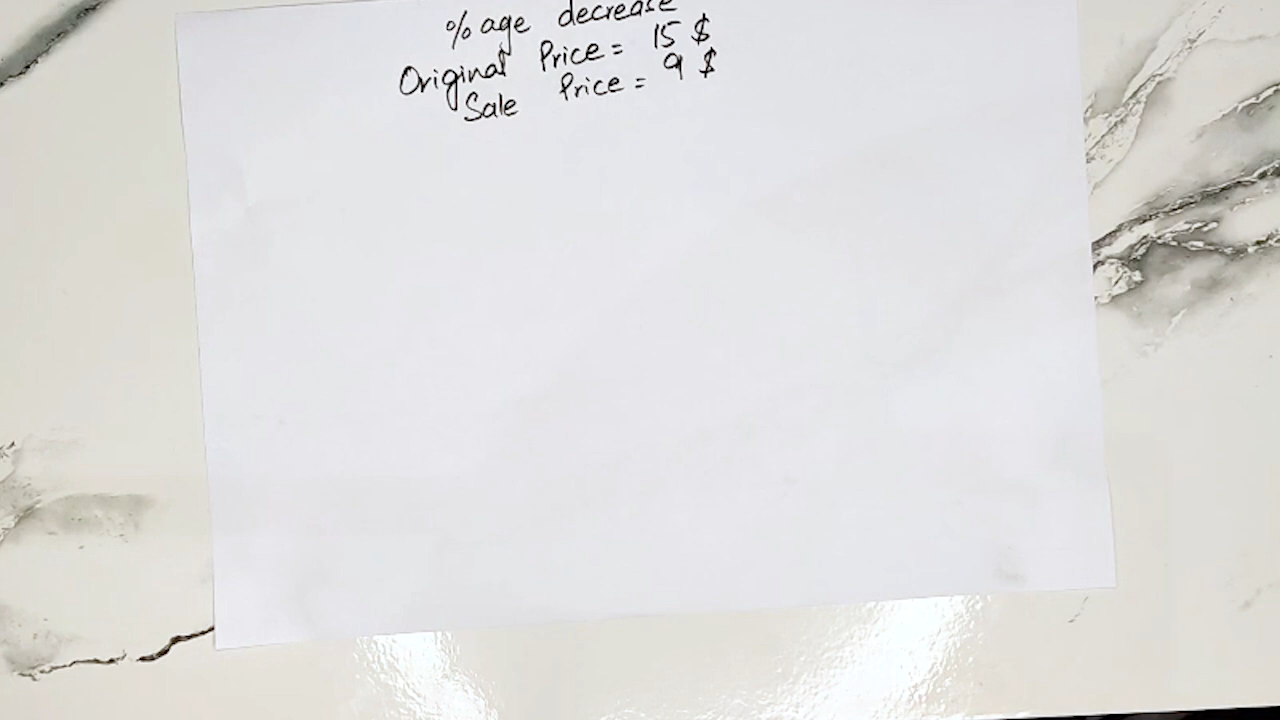 % age decrease
Original Price = 15 $
Sale Price = 9 $